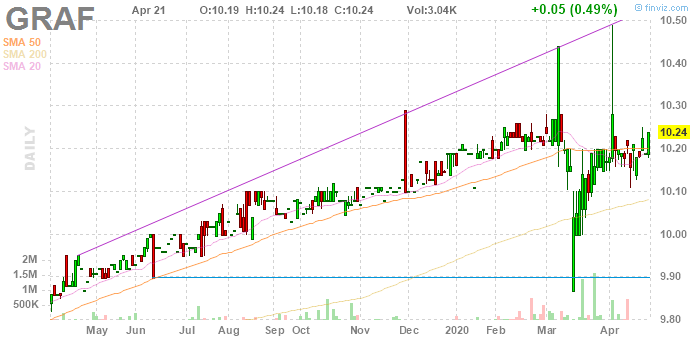 GRAF
Apr 21 O:10.19 H:10.24 L:10.18 C:10.24 Vol:3.04K +0.05 (0.49%)
© finviz.com
SMA 50
SMA 200
SMA 20
DAILY
10.50
10.40
10.30
10.24
10.20
10.10
10.00
9.90
9.80
2M
1.5M
1M
500K
May Jun Jul Aug Sep Oct Nov Dec 2020 Feb Mar Apr